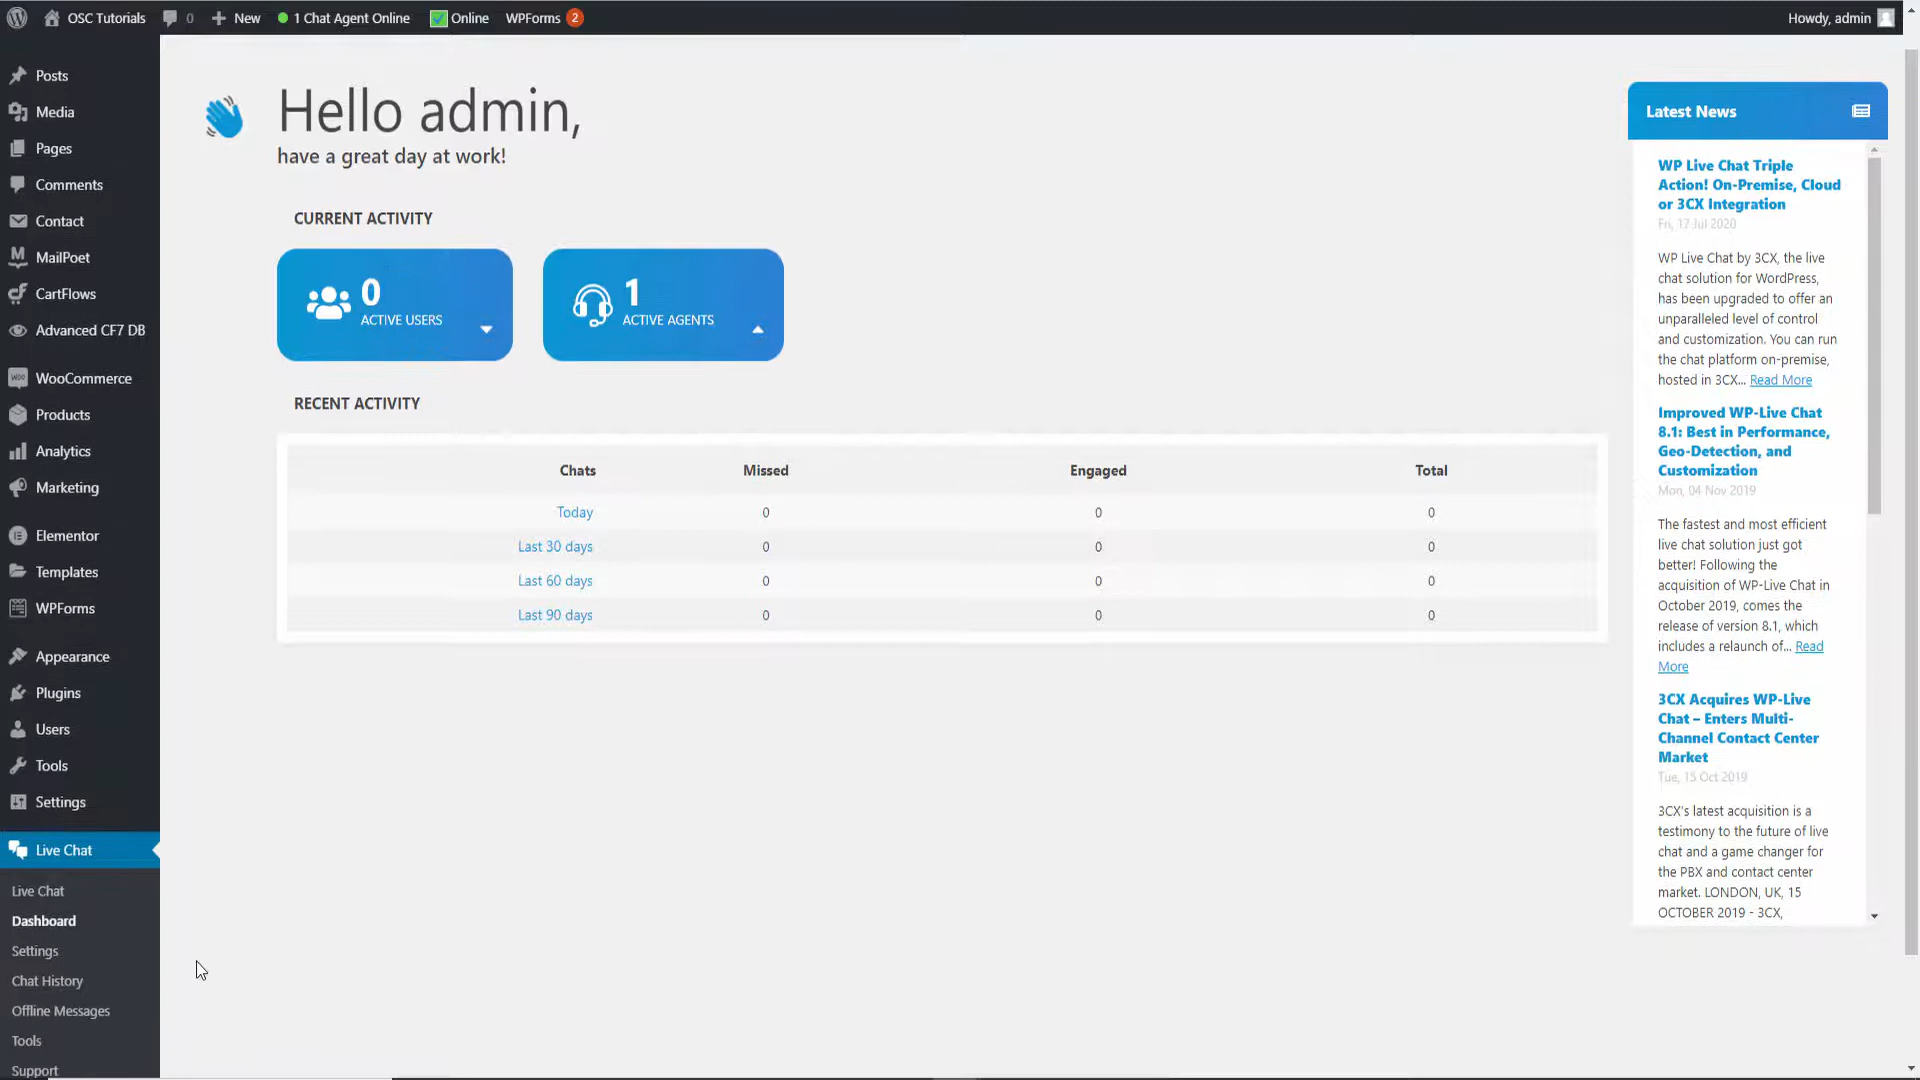 OSC Tutorials 0 New 1 Chat Agent Online Online WPForms 2 Howdy, admin
Posts
Media
Pages
Comments
Contact
MailPoet
CartFlows
Advanced CF7 DB
WooCommerce
Products
Analytics
Marketing
Elementor
Templates
WPForms
Appearance
Plugins
Users
Tools
Settings
Live Chat
Live Chat
Dashboard
Settings
Chat History
Offline Messages
Tools
Support
Hello admin,
have a great day at work!
CURRENT ACTIVITY
0
ACTIVE USERS
1
ACTIVE AGENTS
RECENT ACTIVITY
Chats Missed Engaged Total
Today 0 0 0
Last 30 days 0 0 0
Last 60 days 0 0 0
Last 90 days 0 0 0
Latest News
WP Live Chat Triple
Action! On-Premise, Cloud
or 3CX Integration
Fri, 17 Jul 2020
WP Live Chat by 3CX, the live
chat solution for WordPress,
has been upgraded to offer an
unparalleled level of control
and customization. You can run
the chat platform on-premise,
hosted in 3CX... Read More
Improved WP-Live Chat
8.1: Best in Performance,
Geo-Detection, and
Customization
Mon, 04 Nov 2019
The fastest and most efficient
live chat solution just got
better! Following the
acquisition of WP-Live Chat in
October 2019, comes the
release of version 8.1, which
includes a relaunch of... Read
More
3CX Acquires WP-Live
Chat – Enters Multi-
Channel Contact Center
Market
Tue, 15 Oct 2019
3CX's latest acquisition is a
testimony to the future of live
chat and a game changer for
the PBX and contact center
market. LONDON, UK, 15
OCTOBER 2019 - 3CX,